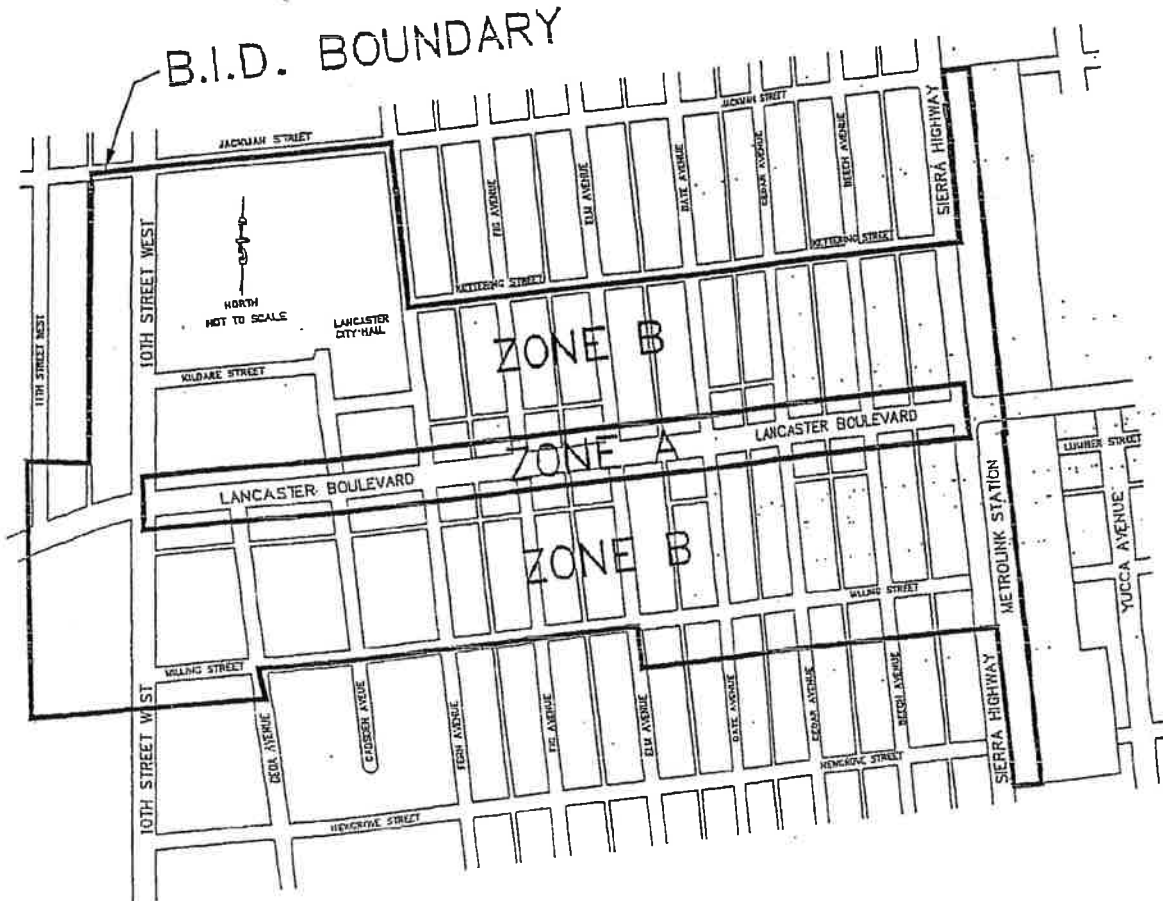 B.I.D. BOUNDARY
JACKMAN STREET
JACKMAN STREET
SIERRA HIGHWAY
10TH STREET WEST
11TH STREET WEST
NORTH
NOT TO SCALE
LANCASTER
CITY HALL
FIG AVENUE
ELM AVENUE
DATE AVENUE
CEDAR AVENUE
BEECH AVENUE
KETTERING STREET
KETTERING STREET
KILDARE STREET
ZONE B
LANCASTER BOULEVARD
ZONE A
LANCASTER BOULEVARD
ZONE B
METROLINK STATION
LUMBER STREET
YUCCA AVENUE
MILLING STREET
MILLING STREET
10TH STREET WEST
GADSDEN AVEUE
FERN AVENUE
FIG AVENUE
ELM AVENUE
DATE AVENUE
CEDAR AVENUE
BEECH AVENUE
SIERRA HIGHWAY
NEWGROVE STREET
NEWGROVE STREET